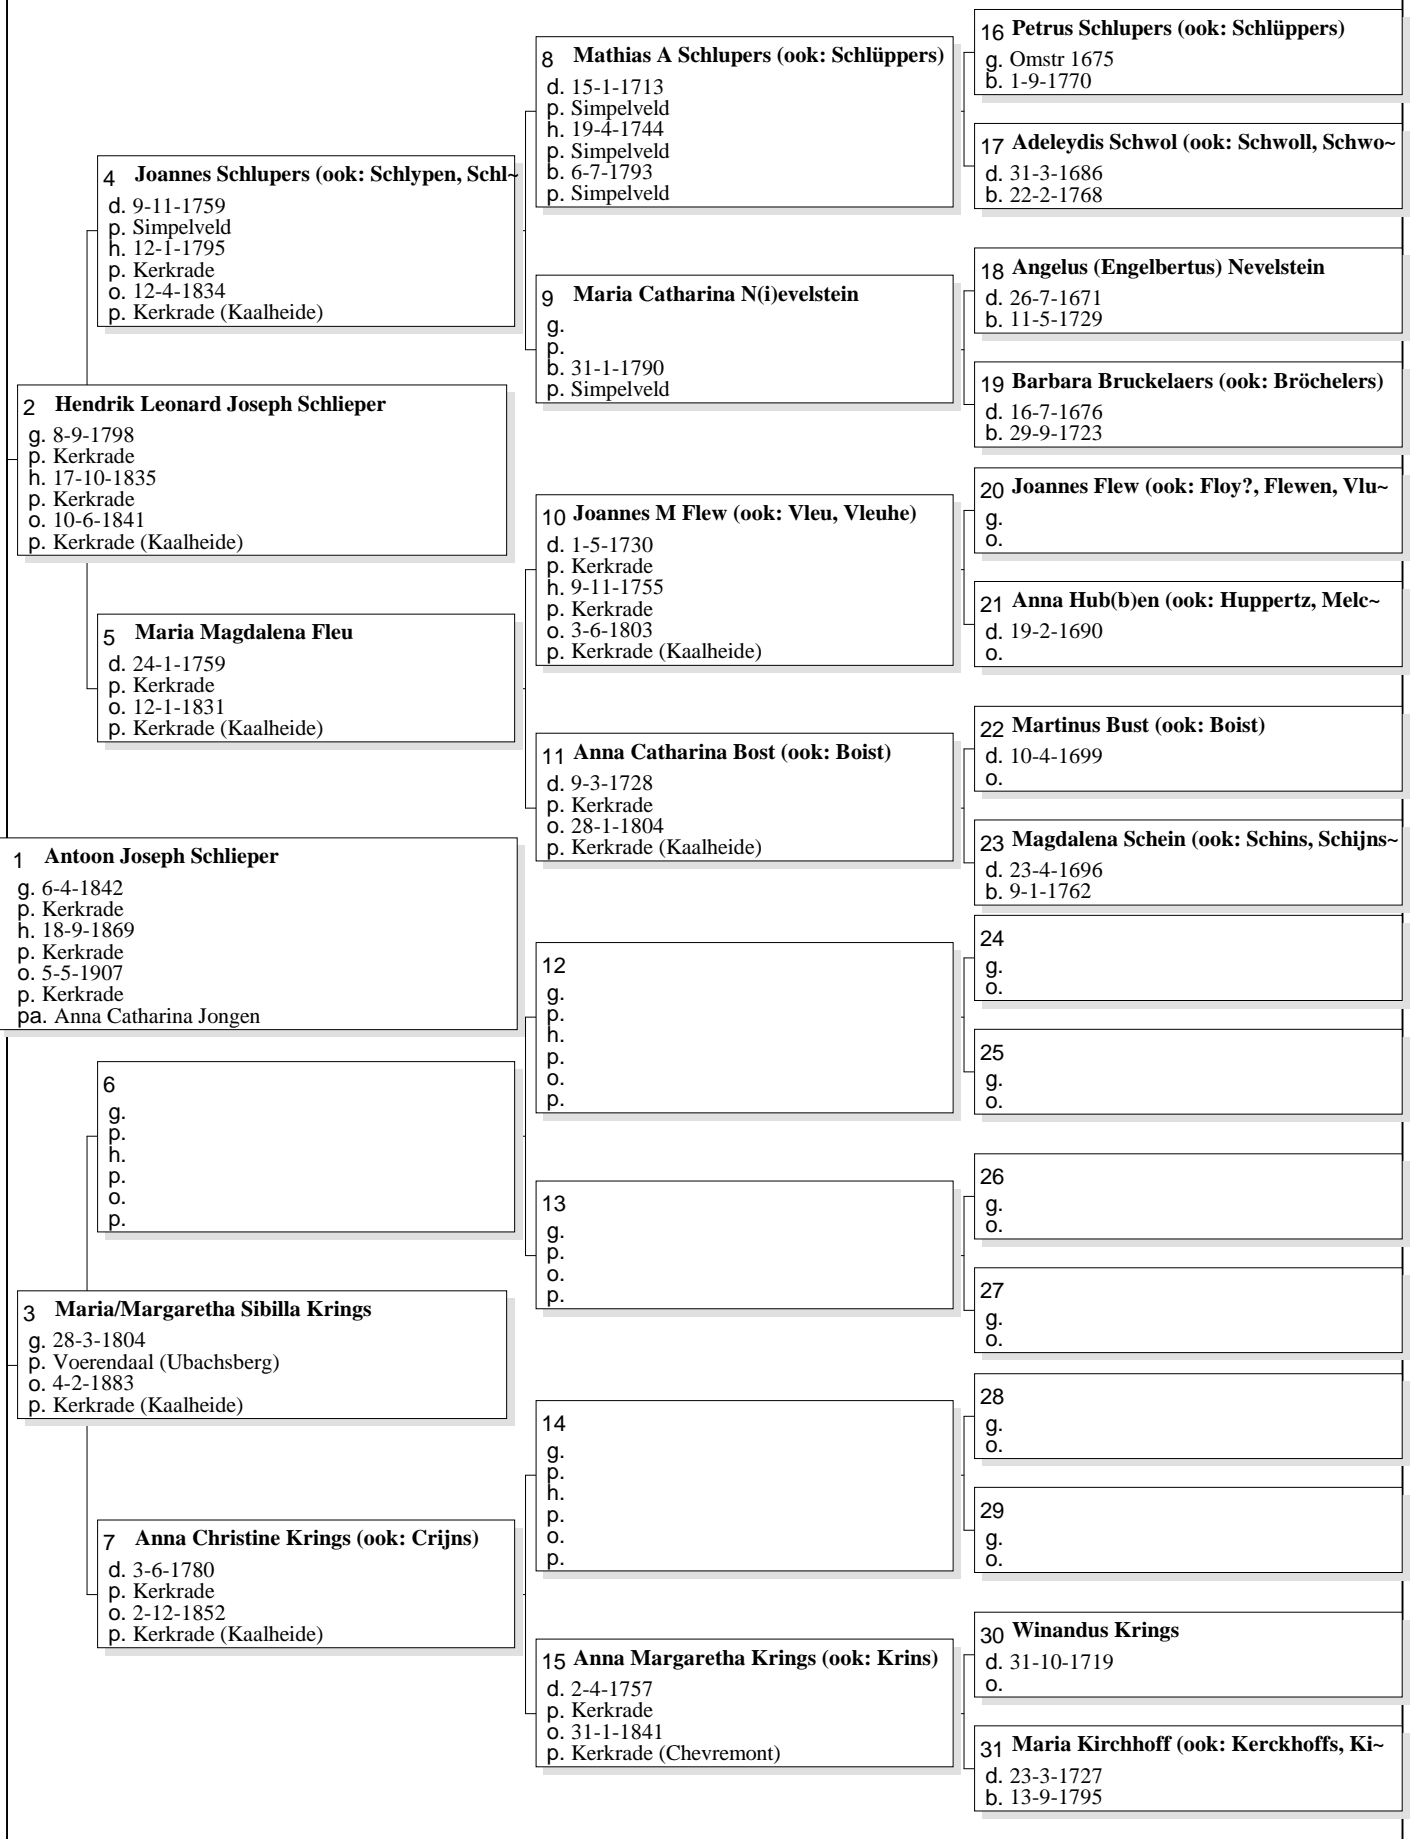 1 Antoon Joseph Schlieper
g. 6-4-1842
p. Kerkrade
h. 18-9-1869
p. Kerkrade
o. 5-5-1907
p. Kerkrade
pa. Anna Catharina Jongen
2 Hendrik Leonard Joseph Schlieper
g. 8-9-1798
p. Kerkrade
h. 17-10-1835
p. Kerkrade
o. 10-6-1841
p. Kerkrade (Kaalheide)
3 Maria/Margaretha Sibilla Krings
g. 28-3-1804
p. Voerendaal (Ubachsberg)
o. 4-2-1883
p. Kerkrade (Kaalheide)
4 Joannes Schlupers (ook: Schlypen, Schl~
d. 9-11-1759
p. Simpelveld
h. 12-1-1795
p. Kerkrade
o. 12-4-1834
p. Kerkrade (Kaalheide)
5 Maria Magdalena Fleu
d. 24-1-1759
p. Kerkrade
o. 12-1-1831
p. Kerkrade (Kaalheide)
6
g.
p.
h.
p.
o.
p.
7 Anna Christine Krings (ook: Crijns)
d. 3-6-1780
p. Kerkrade
o. 2-12-1852
p. Kerkrade (Kaalheide)
8 Mathias A Schlupers (ook: Schlüppers)
d. 15-1-1713
p. Simpelveld
h. 19-4-1744
p. Simpelveld
b. 6-7-1793
p. Simpelveld
9 Maria Catharina N(i)evelstein
g.
p.
b. 31-1-1790
p. Simpelveld
10 Joannes M Flew (ook: Vleu, Vleuhe)
d. 1-5-1730
p. Kerkrade
h. 9-11-1755
p. Kerkrade
o. 3-6-1803
p. Kerkrade (Kaalheide)
11 Anna Catharina Bost (ook: Boist)
d. 9-3-1728
p. Kerkrade
o. 28-1-1804
p. Kerkrade (Kaalheide)
12
g.
p.
h.
p.
o.
p.
13
g.
p.
o.
p.
14
g.
p.
h.
p.
o.
p.
15 Anna Margaretha Krings (ook: Krins)
d. 2-4-1757
p. Kerkrade
o. 31-1-1841
p. Kerkrade (Chevremont)
16 Petrus Schlupers (ook: Schlüppers)
g. Omstr 1675
b. 1-9-1770
17 Adeleydis Schwol (ook: Schwoll, Schwo~
d. 31-3-1686
b. 22-2-1768
18 Angelus (Engelbertus) Nevelstein
d. 26-7-1671
b. 11-5-1729
19 Barbara Bruckelaers (ook: Bröchelers)
d. 16-7-1676
b. 29-9-1723
20 Joannes Flew (ook: Floy?, Flewen, Vlu~
g.
o.
21 Anna Hub(b)en (ook: Huppertz, Melc~
d. 19-2-1690
o.
22 Martinus Bust (ook: Boist)
d. 10-4-1699
o.
23 Magdalena Schein (ook: Schins, Schijns~
d. 23-4-1696
b. 9-1-1762
24
g.
o.
25
g.
o.
26
g.
o.
27
g.
o.
28
g.
o.
29
g.
o.
30 Winandus Krings
d. 31-10-1719
o.
31 Maria Kirchhoff (ook: Kerckhoffs, Ki~
d. 23-3-1727
b. 13-9-1795